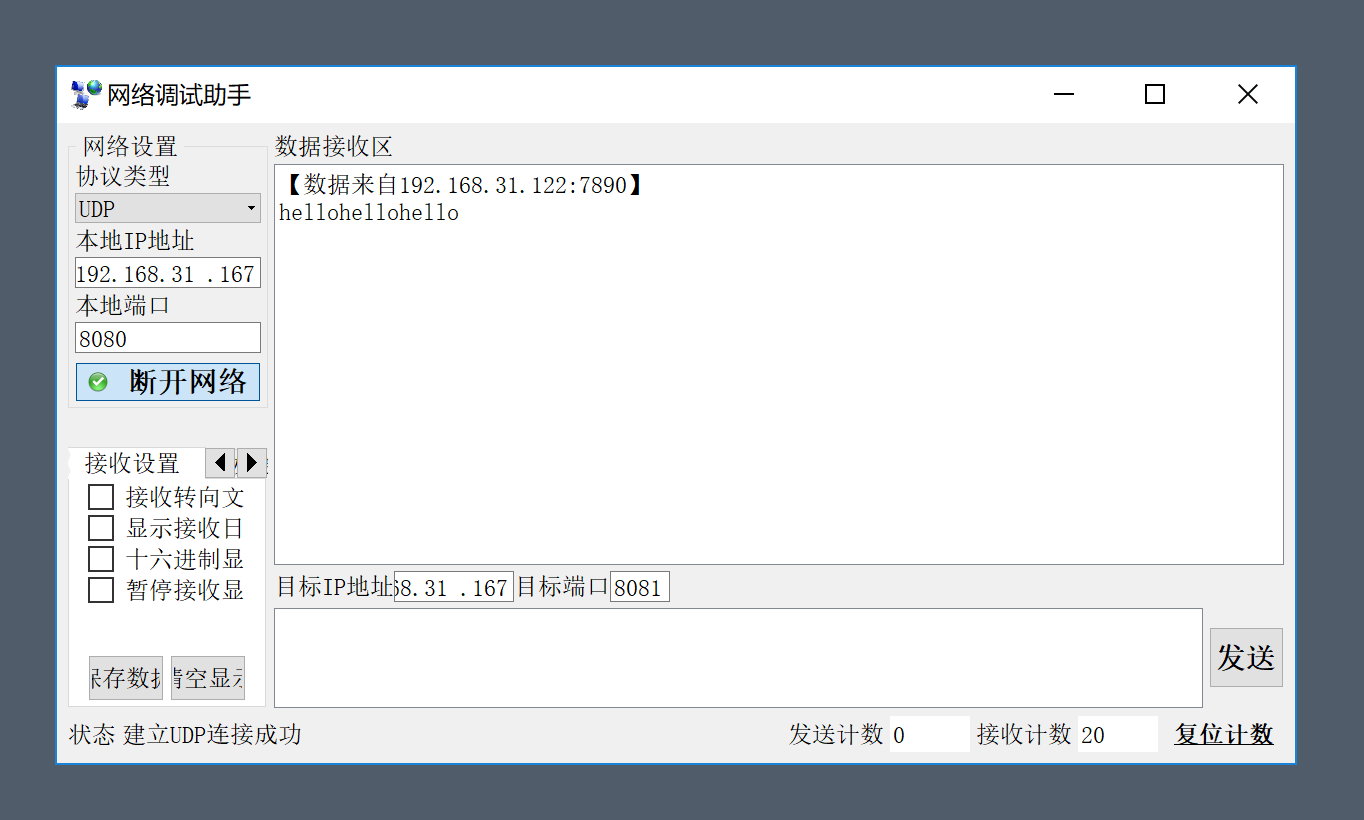 网络调试助手
网络设置
协议类型
UDP
本地IP地址
192.168.31 .167
本地端口
8080
断开网络
接收设置
接收转向文
显示接收日
十六进制显
暂停接收显
存数
空显
数据接收区
【数据来自192.168.31.122:7890】
hellohellohello
目标IP地址 8.31 .167 目标端口 8081
发送
状态 建立UDP连接成功
发送计数 0 接收计数 20 复位计数